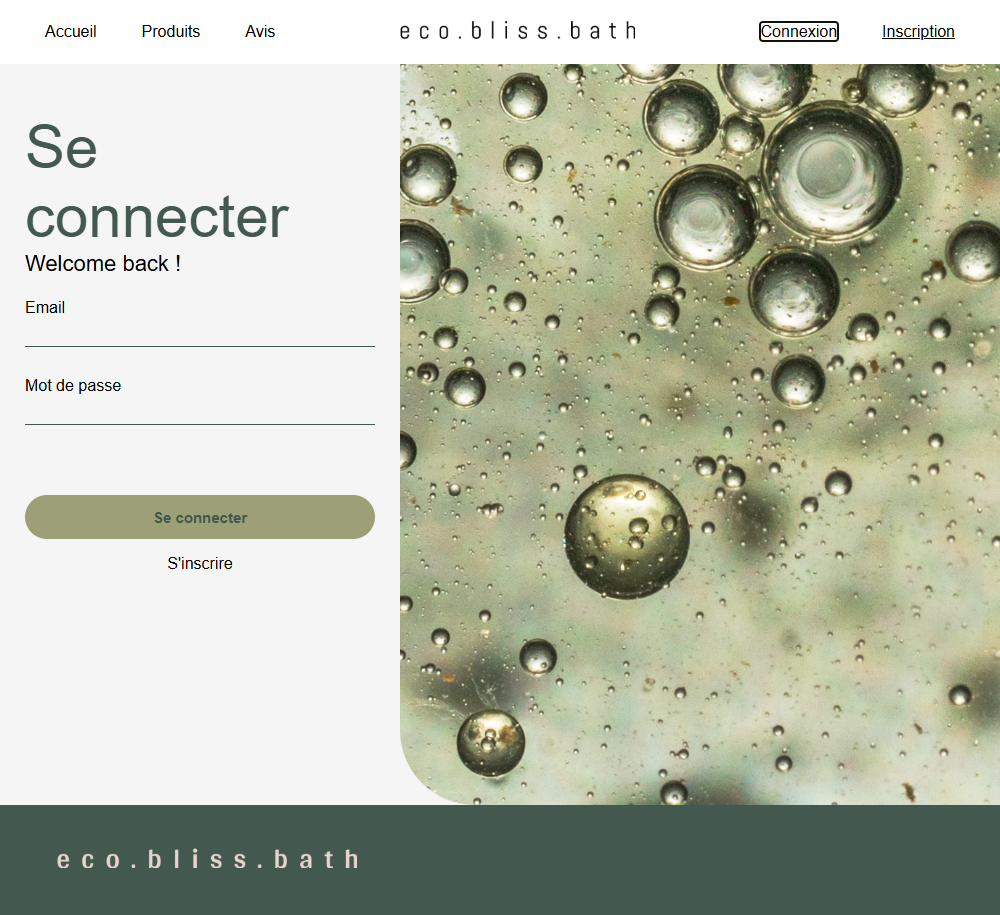 Accueil Produits Avis eco.bliss.bath Connexion Inscription
Se
connecter
Welcome back !
Email
Mot de passe
Se connecter
S'inscrire
eco.bliss.bath